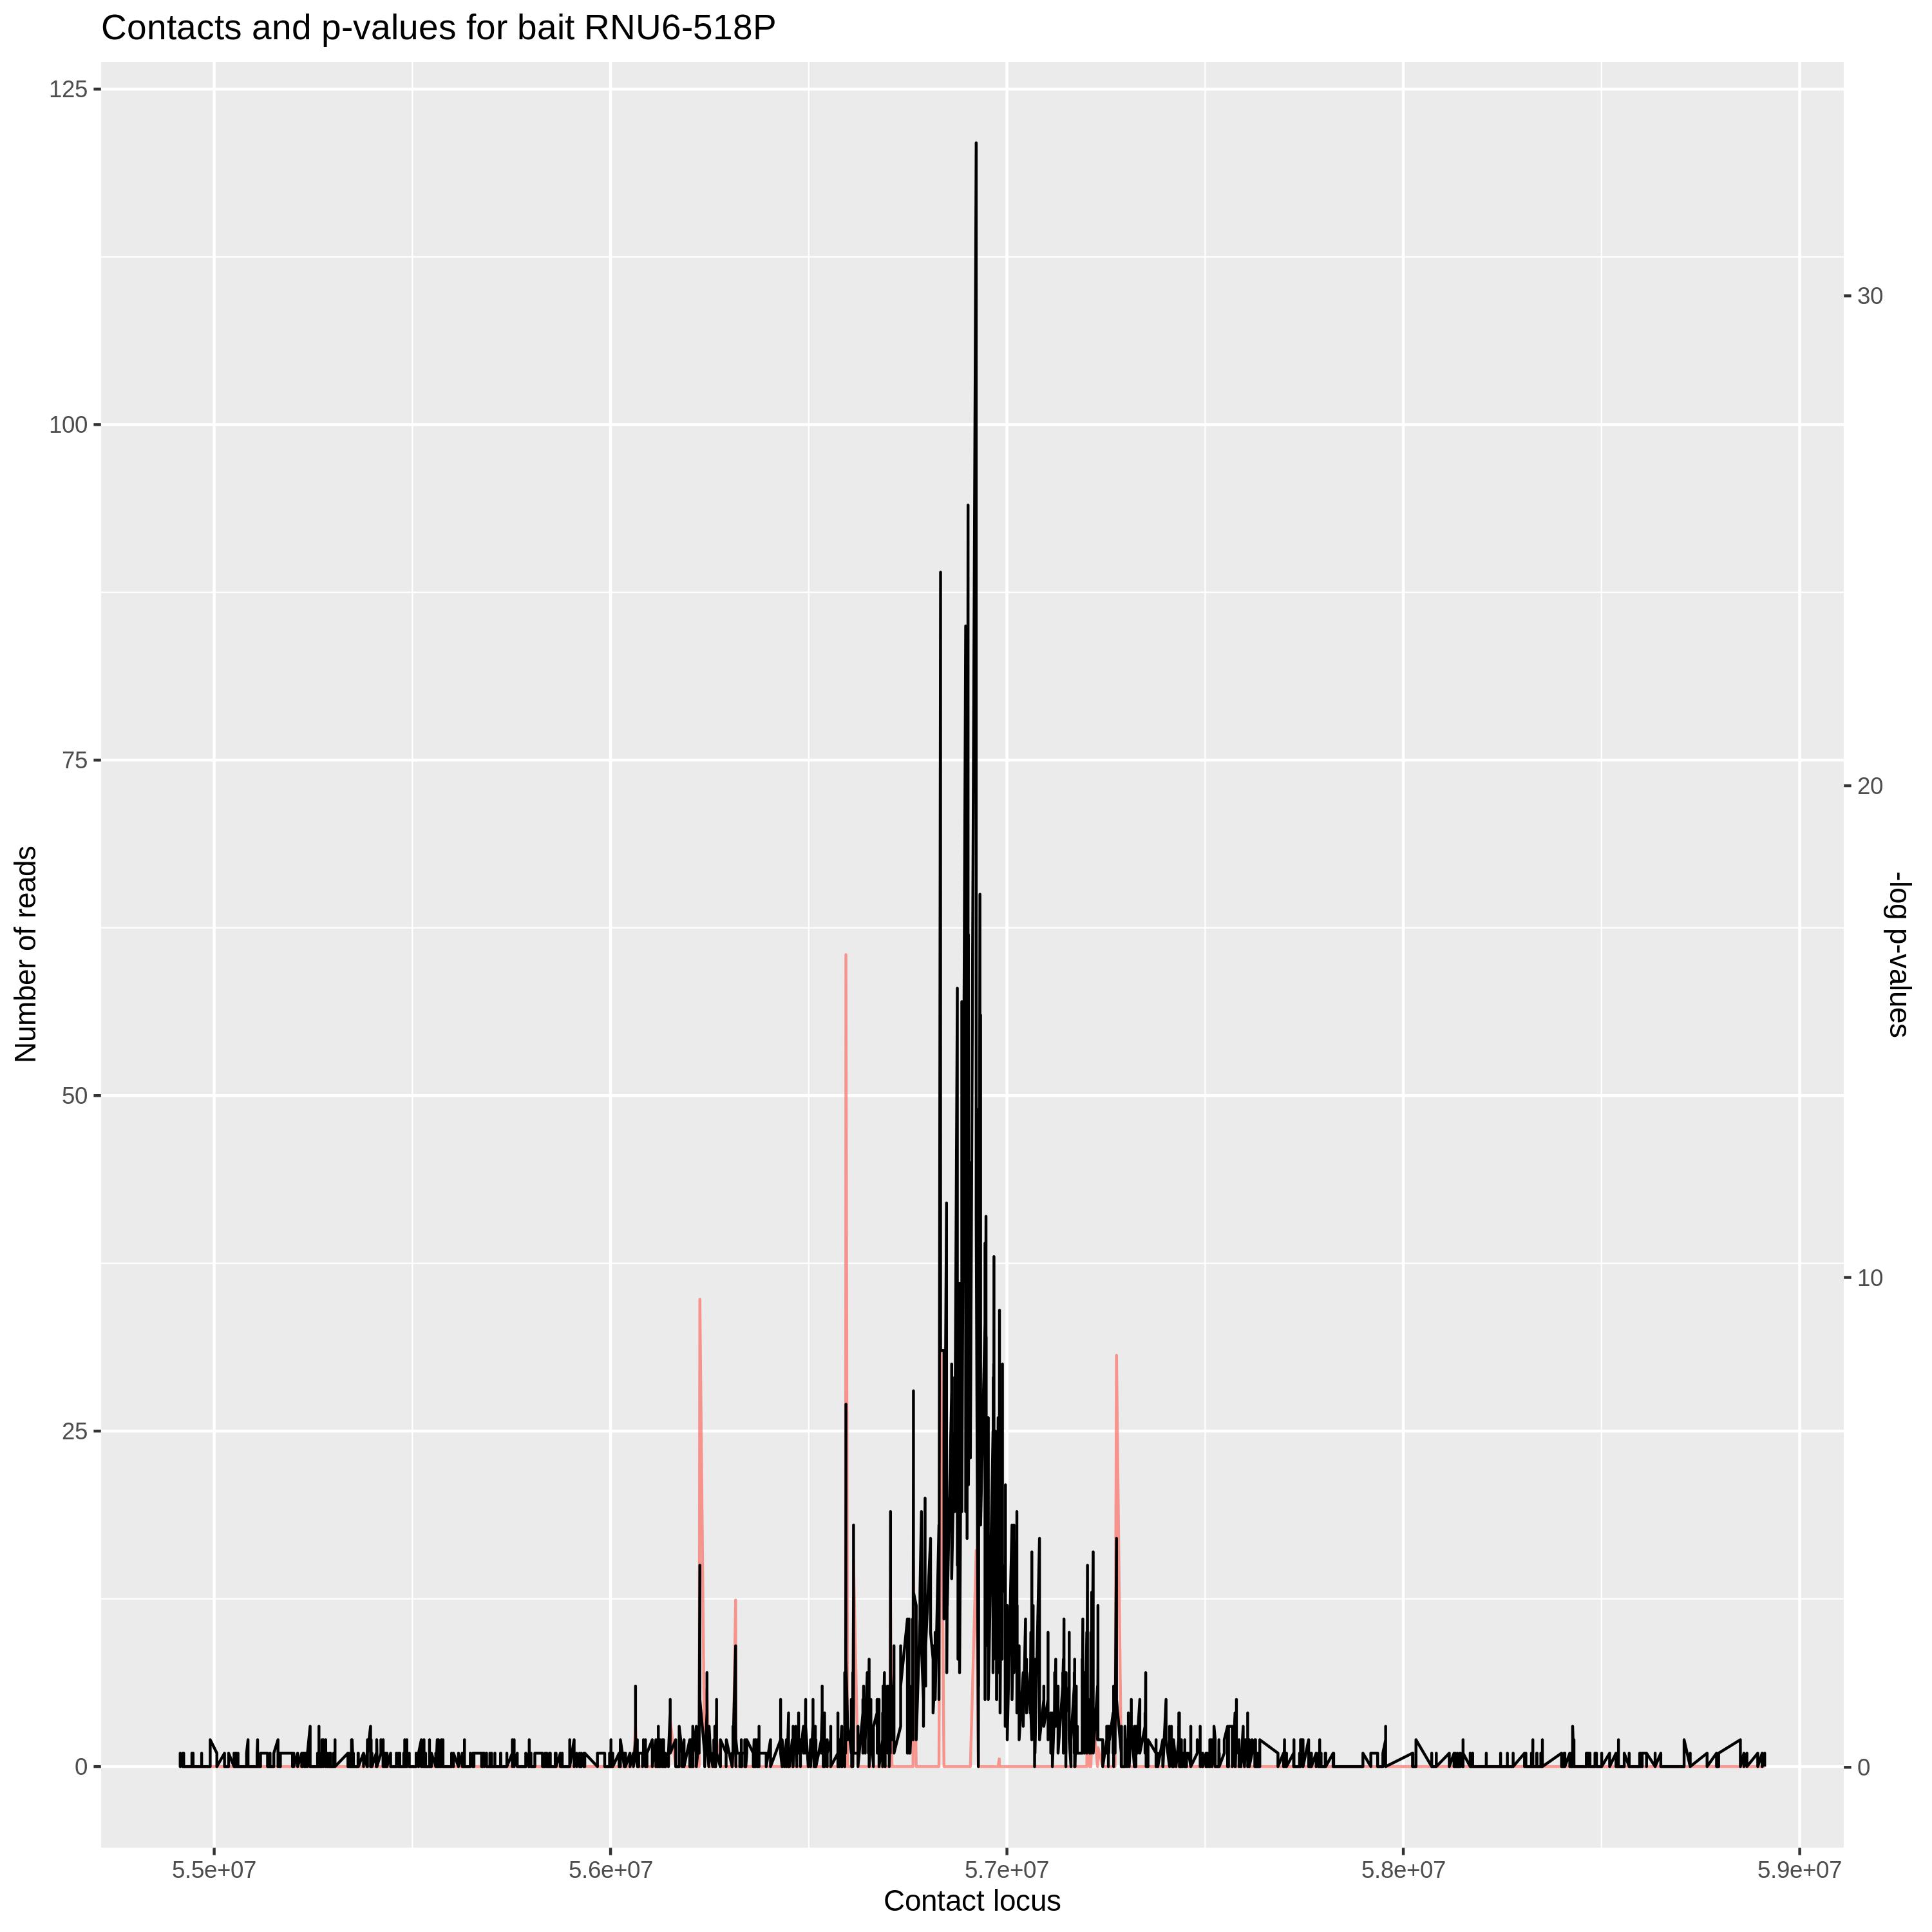 Contacts and p-values for bait RNU6-518P
125
100
75
50
25
0
30
20
10
0
Number of reads
-log p-values
5.5e+07
5.6e+07
5.7e+07
5.8e+07
5.9e+07
Contact locus